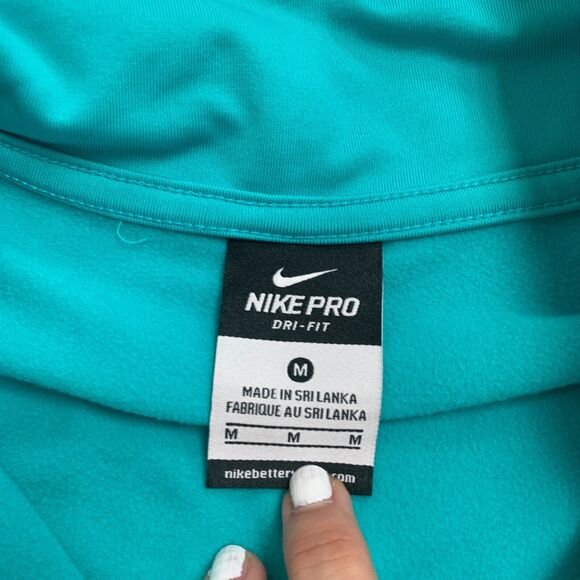 NIKE PRO
DRI-FIT
M
MADE IN SRI LANKA
FABRIQUE AU SRI LANKA
M M M